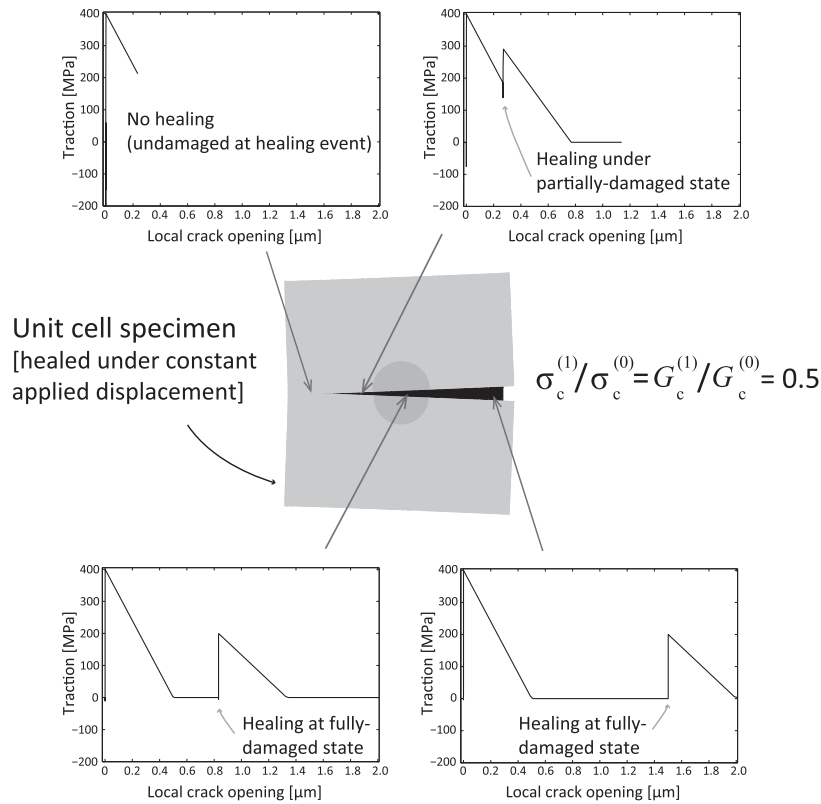 400
300
200
100
0
−100
−200
Traction [MPa]
No healing
(undamaged at healing event)
0 0.2 0.4 0.6 0.8 1.0 1.2 1.4 1.6 1.8 2.0
Local crack opening [μm]
400
300
200
100
0
−100
−200
Traction [MPa]
Healing under
partially-damaged state
0 0.2 0.4 0.6 0.8 1.0 1.2 1.4 1.6 1.8 2.0
Local crack opening [μm]
Unit cell specimen
[healed under constant
applied displacement]
σc(1)/σc(0)=Gc(1)/Gc(0)= 0.5
400
300
200
100
0
−100
−200
Traction [MPa]
Healing at fully-
damaged state
0 0.2 0.4 0.6 0.8 1.0 1.2 1.4 1.6 1.8 2.0
Local crack opening [μm]
400
300
200
100
0
−100
−200
Traction [MPa]
Healing at fully-
damaged state
0 0.2 0.4 0.6 0.8 1.0 1.2 1.4 1.6 1.8 2.0
Local crack opening [μm]